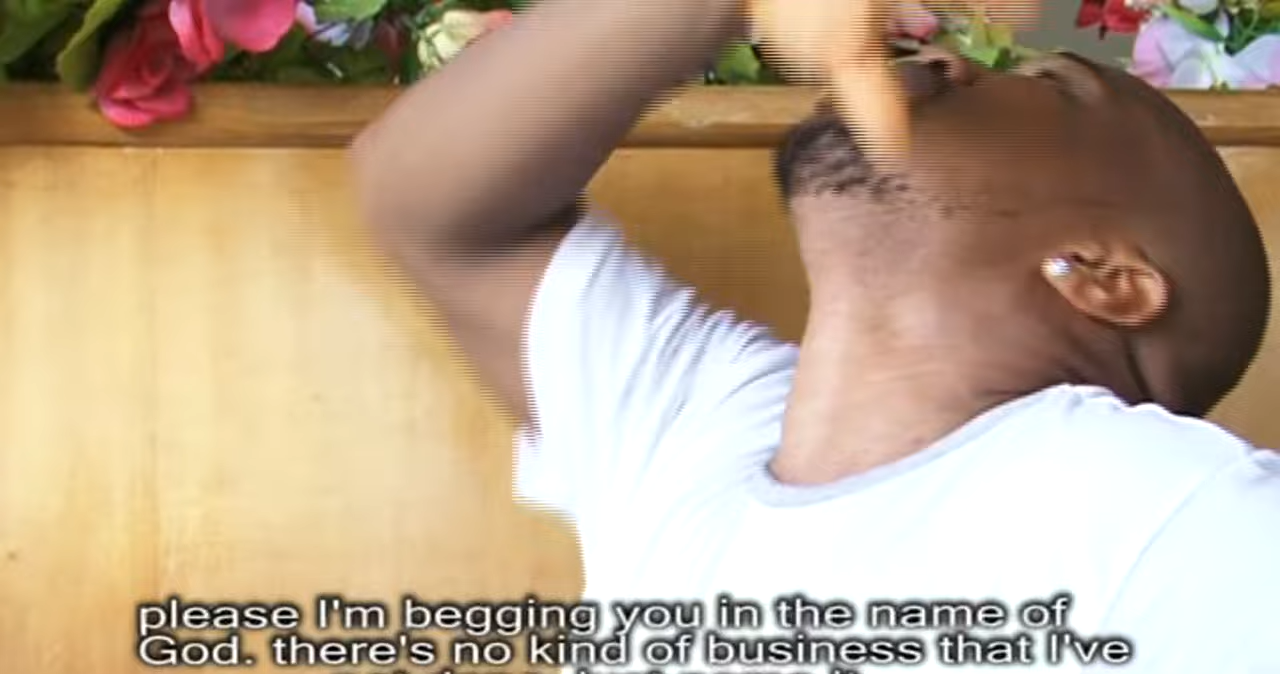 please I'm begging you in the name of
God. there's no kind of business that I've